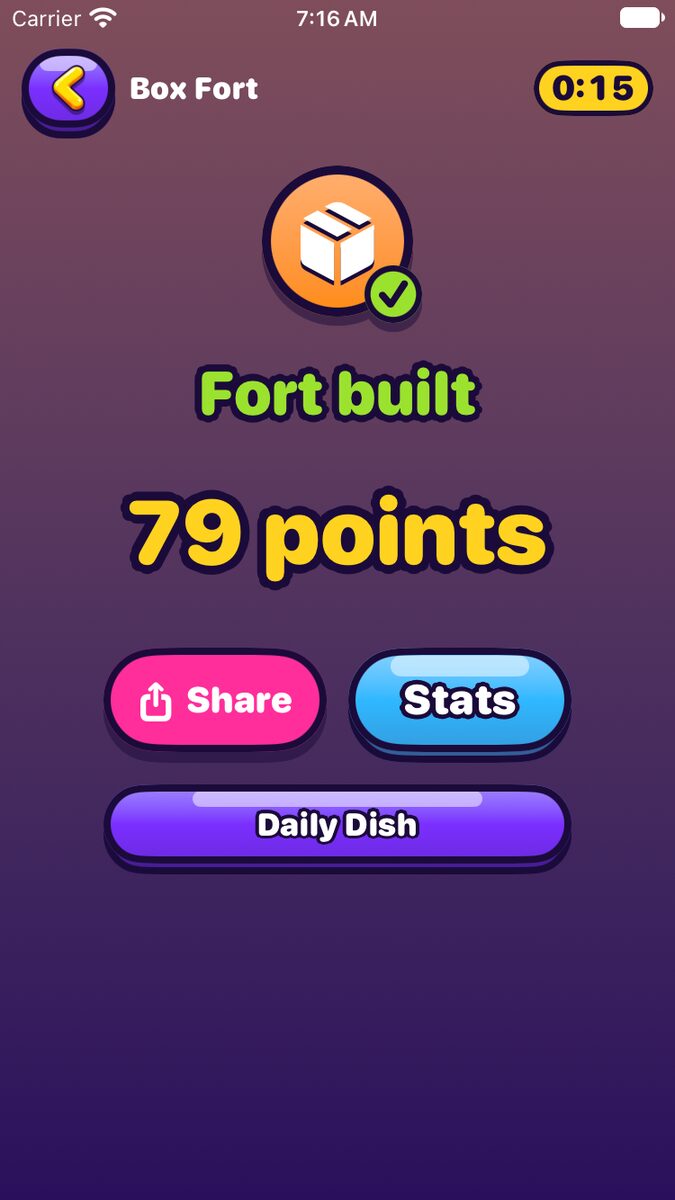 Carrier 7:16 AM
Box Fort 0:15
Fort built
79 points
Share Stats
Daily Dish